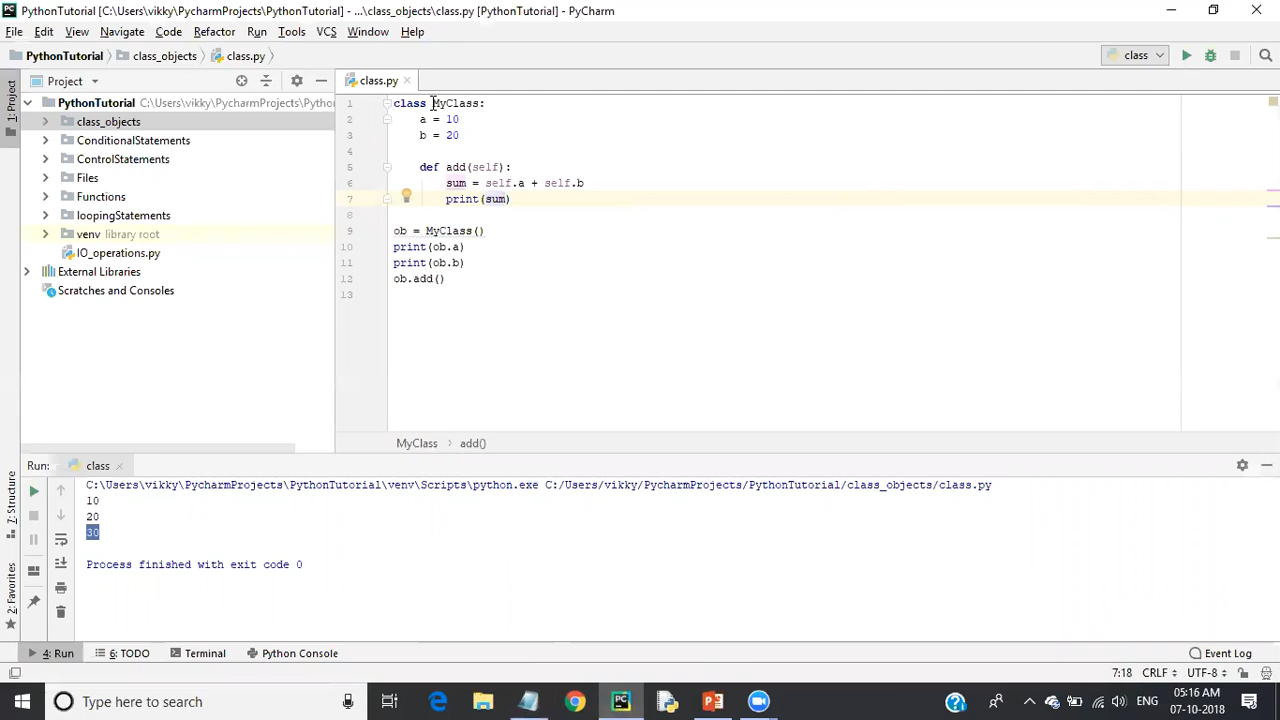 PythonTutorial [C:\Users\vikky\PycharmProjects\PythonTutorial] - ...\class_objects\class.py [PythonTutorial] - PyCharm
File Edit View Navigate Code Refactor Run Tools VCS Window Help
PythonTutorial class_objects class.py class
1: Project
Project
class.py
PythonTutorial C:\Users\vikky\PycharmProjects\Pytho
class_objects
ConditionalStatements
ControlStatements
Files
Functions
loopingStatements
venv library root
IO_operations.py
External Libraries
Scratches and Consoles
1 class MyClass:
2 a = 10
3 b = 20
4
5 def add(self):
6 sum = self.a + self.b
7 print(sum)
8
9 ob = MyClass()
10 print(ob.a)
11 print(ob.b)
12 ob.add()
13
MyClass > add()
Run: class
C:\Users\vikky\PycharmProjects\PythonTutorial\venv\Scripts\python.exe C:/Users/vikky/PycharmProjects/PythonTutorial/class_objects/class.py
10
20
30
Process finished with exit code 0
7: Structure
2: Favorites
4: Run 6: TODO Terminal Python Console Event Log
7:18 CRLF UTF-8
Type here to search
ENG
05:16 AM
07-10-2018